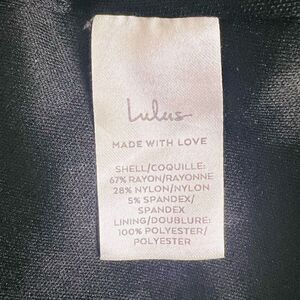 Lulus
MADE WITH LOVE
SHELL/COQUILLE:
67% RAYON/RAYONNE
28% NYLON/NYLON
5% SPANDEX/
SPANDEX
LINING/DOUBLURE:
100% POLYESTER/
POLYESTER